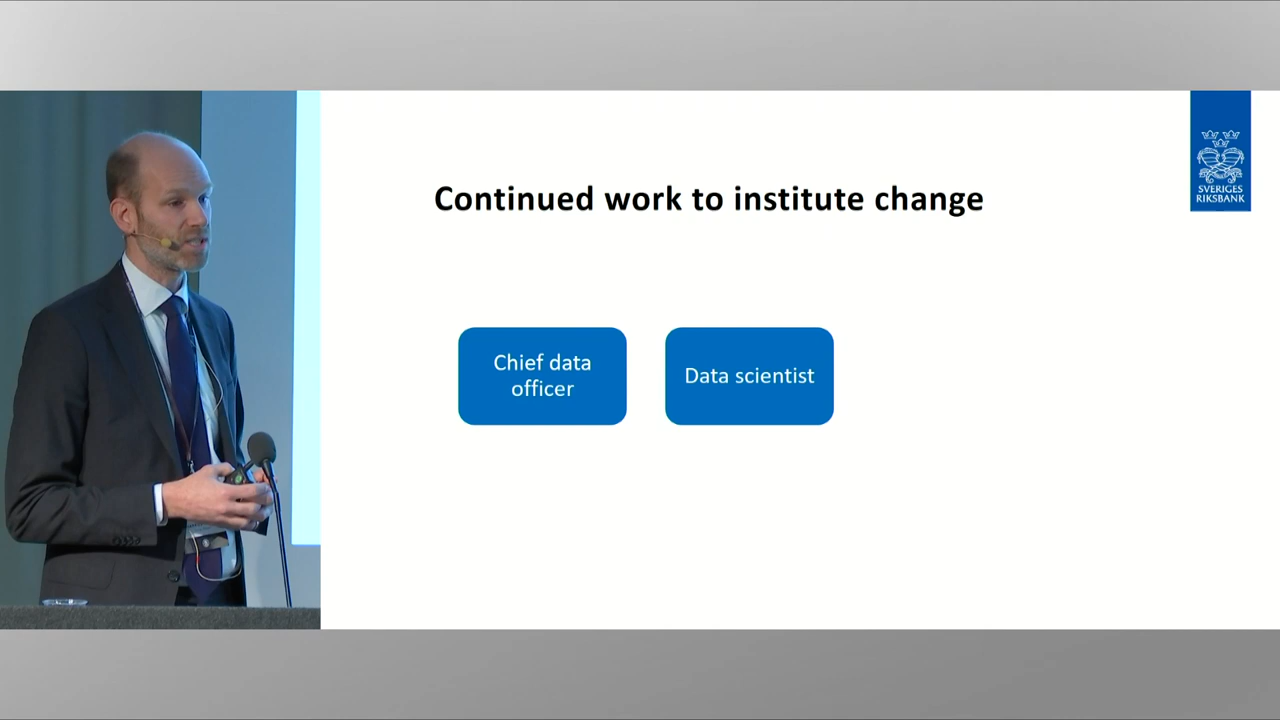 Continued work to institute change
SVERIGES
RIKSBANK
Chief data
officer
Data scientist